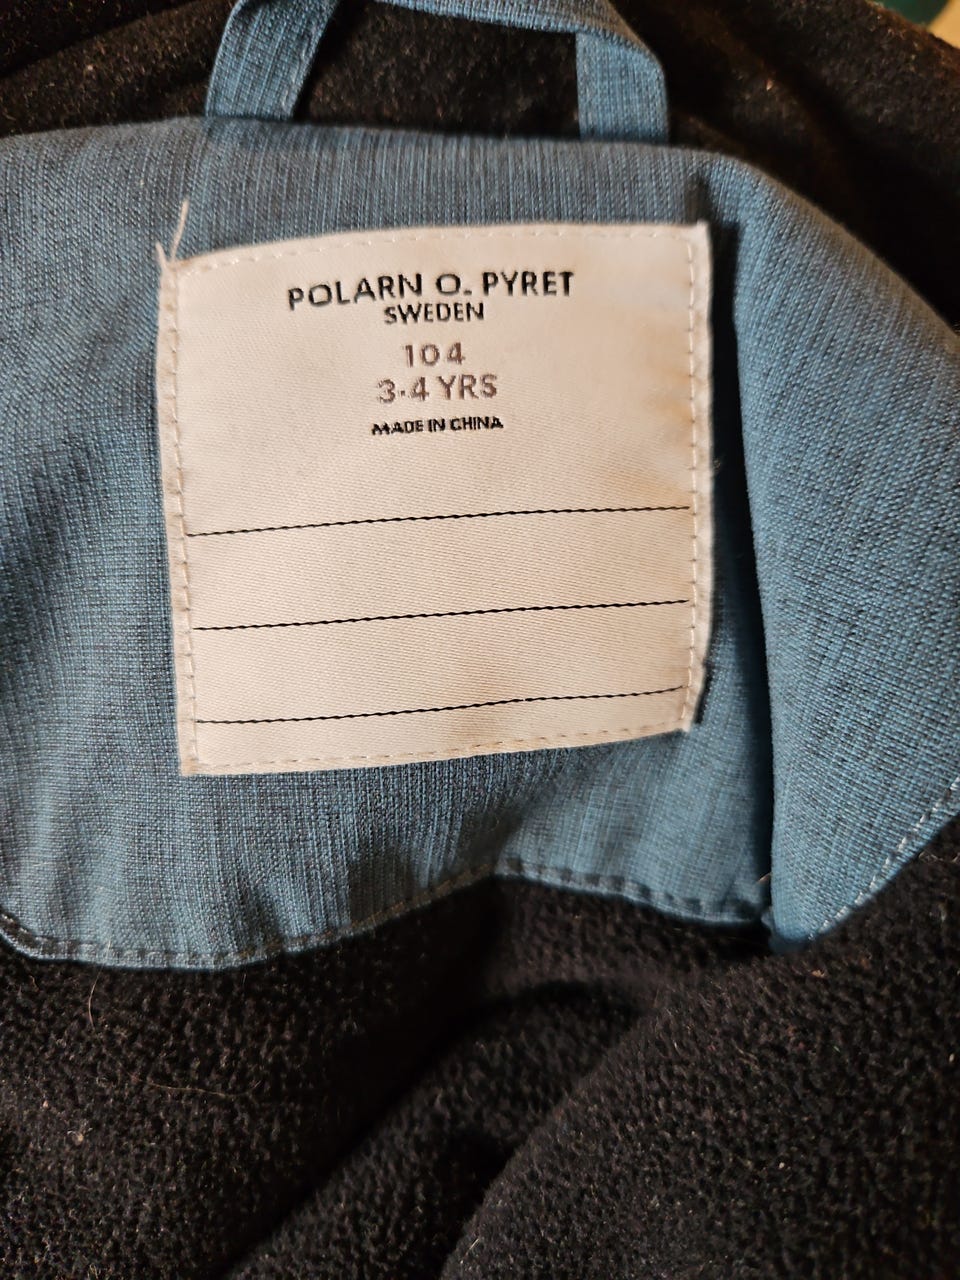 POLARN O. PYRET
SWEDEN
104
3-4 YRS
MADE IN CHINA